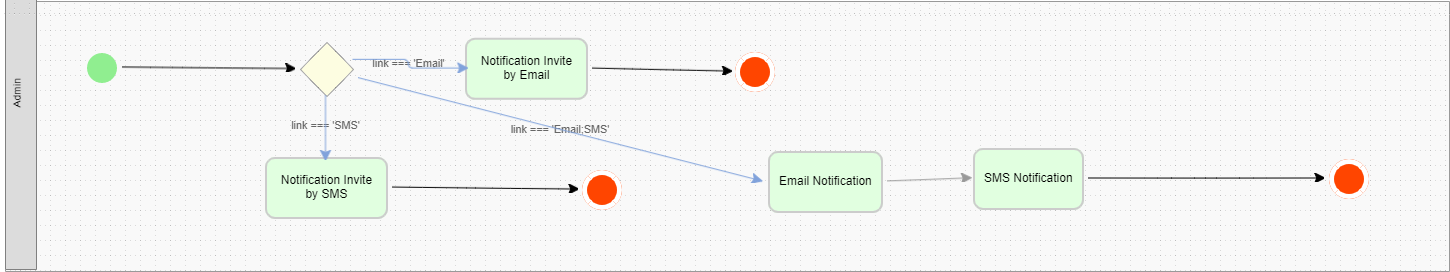 Admin
link === 'Email'
Notification Invite
by Email
link === 'SMS'
link === 'Email;SMS'
Notification Invite
by SMS
Email Notification
SMS Notification